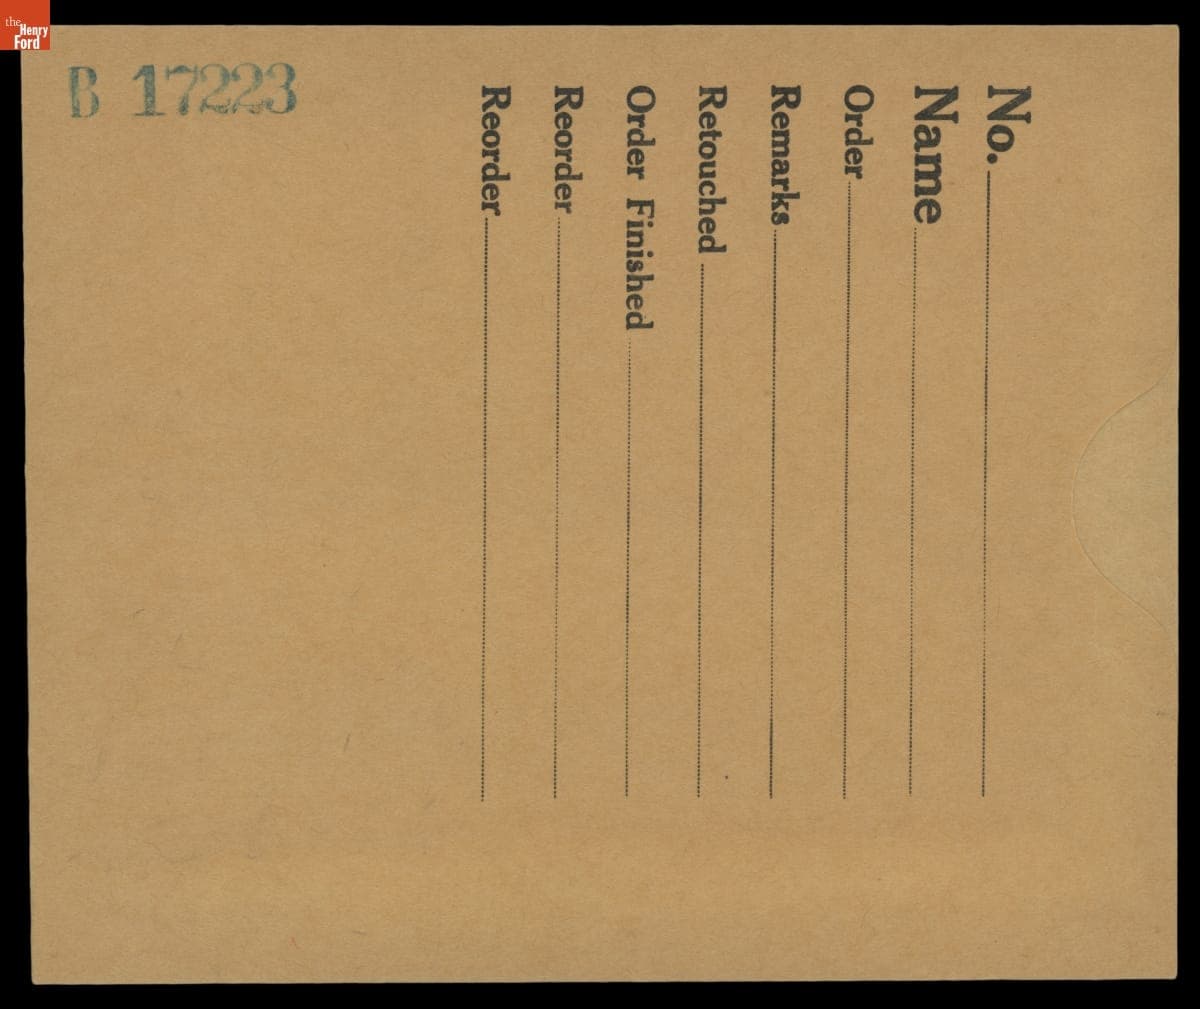 the
Henry
Ford
B 17223
No.
Name
Order
Remarks
Retouched
Order Finished
Reorder
Reorder